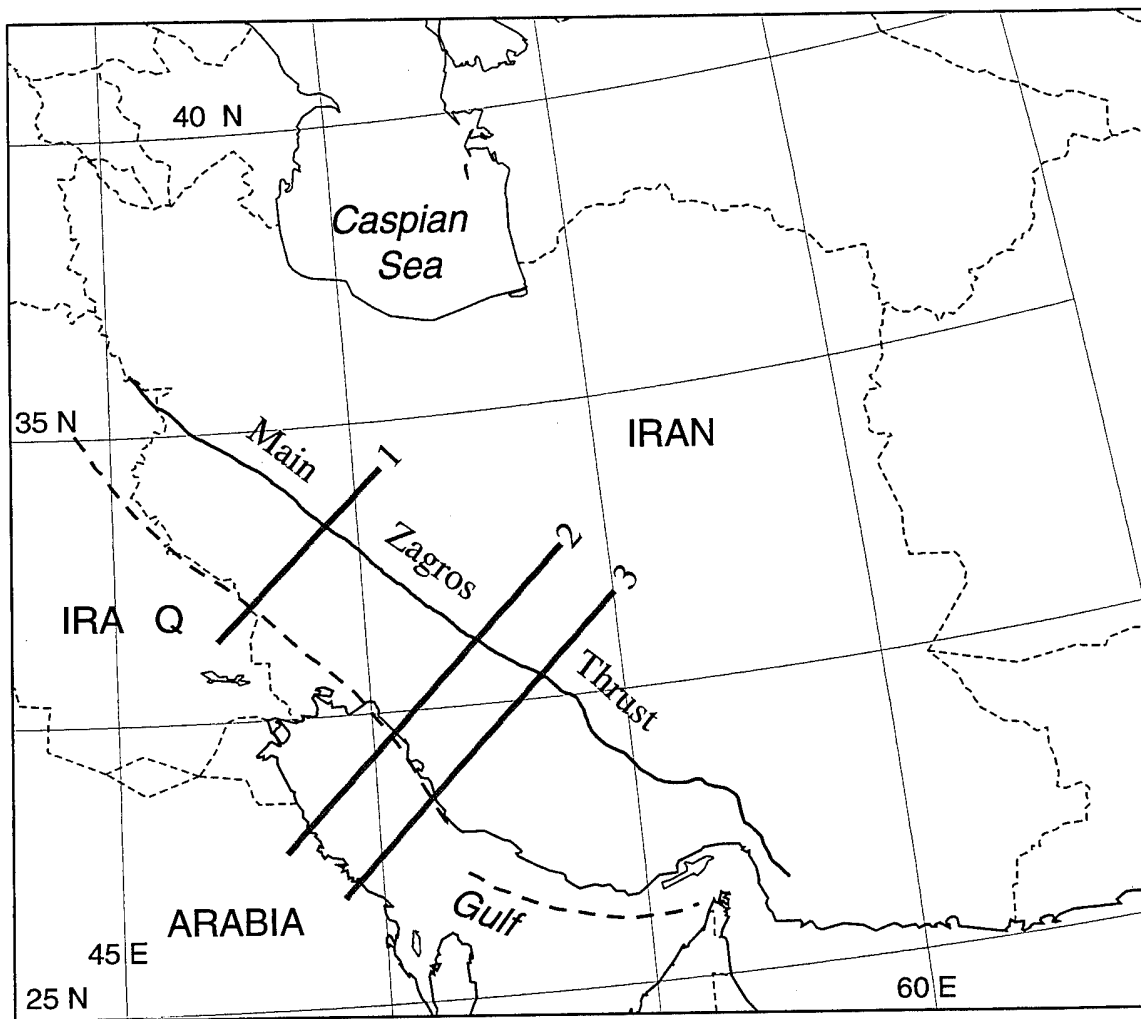 40 N
Caspian
Sea
35 N
Main
1
IRAN
Zagros
2
IRA Q
3
Thrust
Gulf
ARABIA
45 E
25 N
60 E